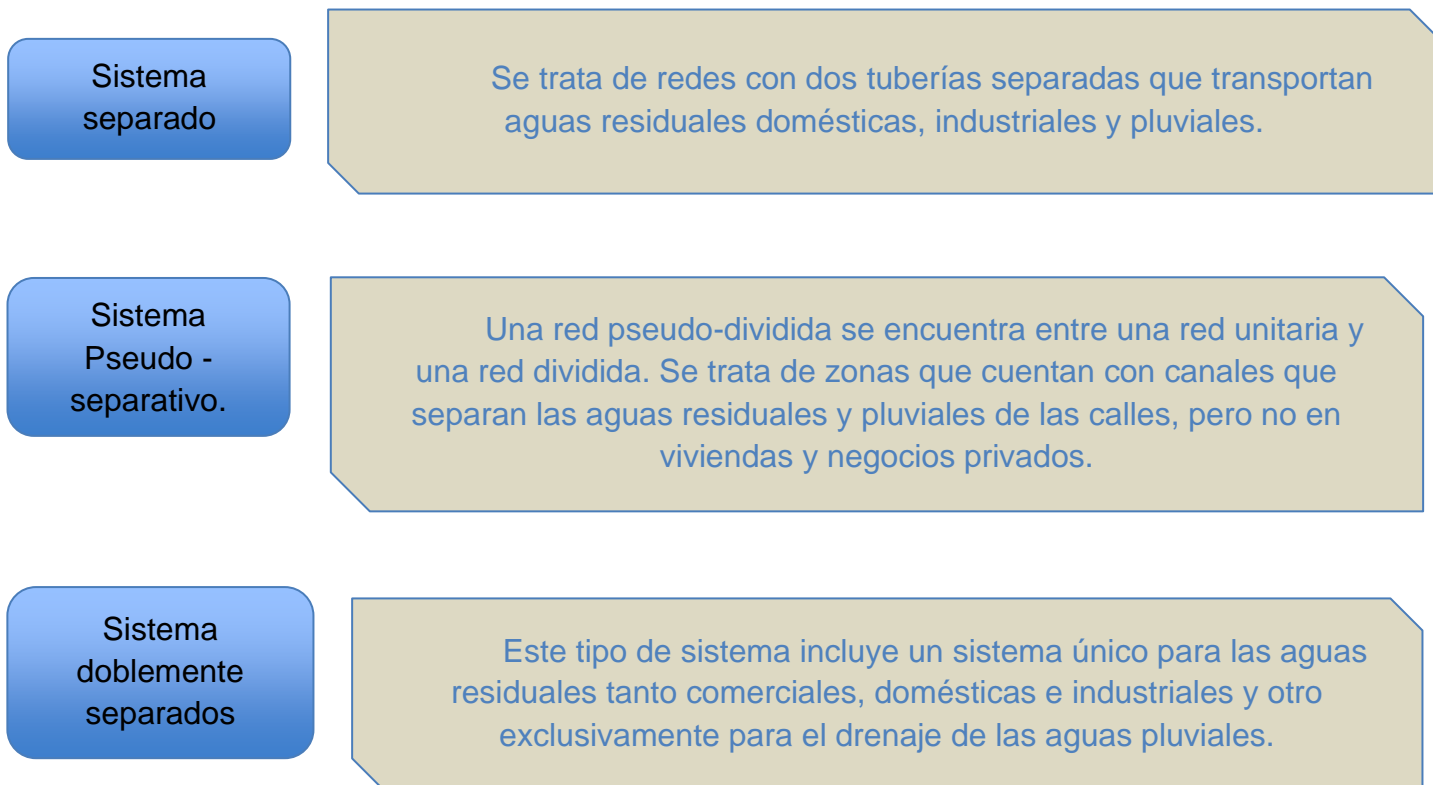 Sistema
separado
Se trata de redes con dos tuberías separadas que transportan
aguas residuales domésticas, industriales y pluviales.
Sistema
Pseudo -
separativo.
Una red pseudo-dividida se encuentra entre una red unitaria y
una red dividida. Se trata de zonas que cuentan con canales que
separan las aguas residuales y pluviales de las calles, pero no en
viviendas y negocios privados.
Sistema
doblemente
separados
Este tipo de sistema incluye un sistema único para las aguas
residuales tanto comerciales, domésticas e industriales y otro
exclusivamente para el drenaje de las aguas pluviales.